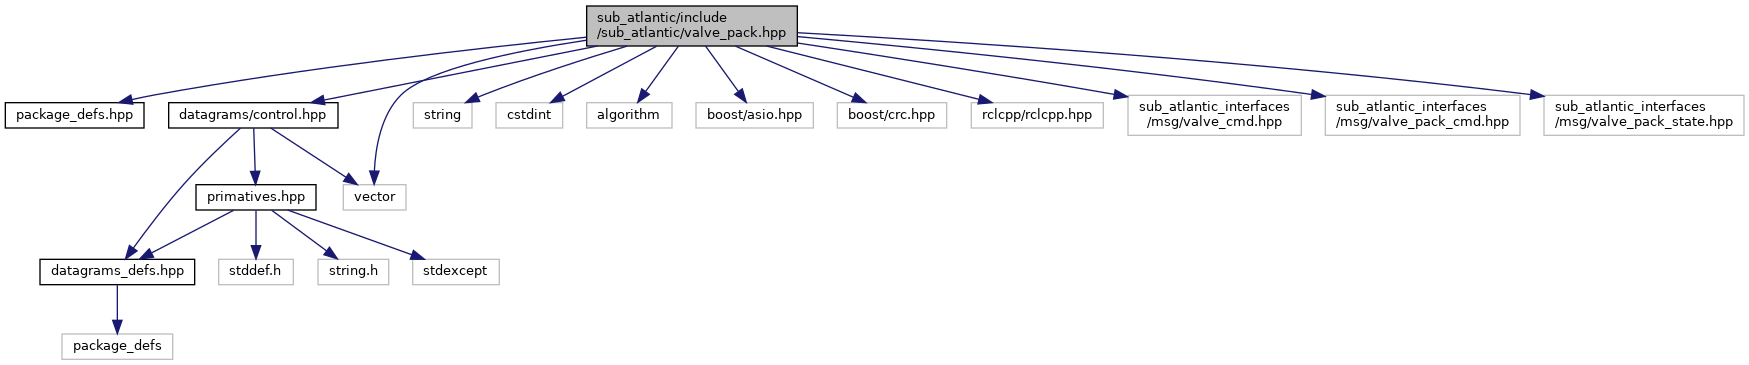 sub_atlantic/include
/sub_atlantic/valve_pack.hpp
package_defs.hpp
datagrams/control.hpp
string
cstdint
algorithm
boost/asio.hpp
boost/crc.hpp
rclcpp/rclcpp.hpp
sub_atlantic_interfaces
/msg/valve_cmd.hpp
sub_atlantic_interfaces
/msg/valve_pack_cmd.hpp
sub_atlantic_interfaces
/msg/valve_pack_state.hpp
primatives.hpp
vector
datagrams_defs.hpp
stddef.h
string.h
stdexcept
package_defs